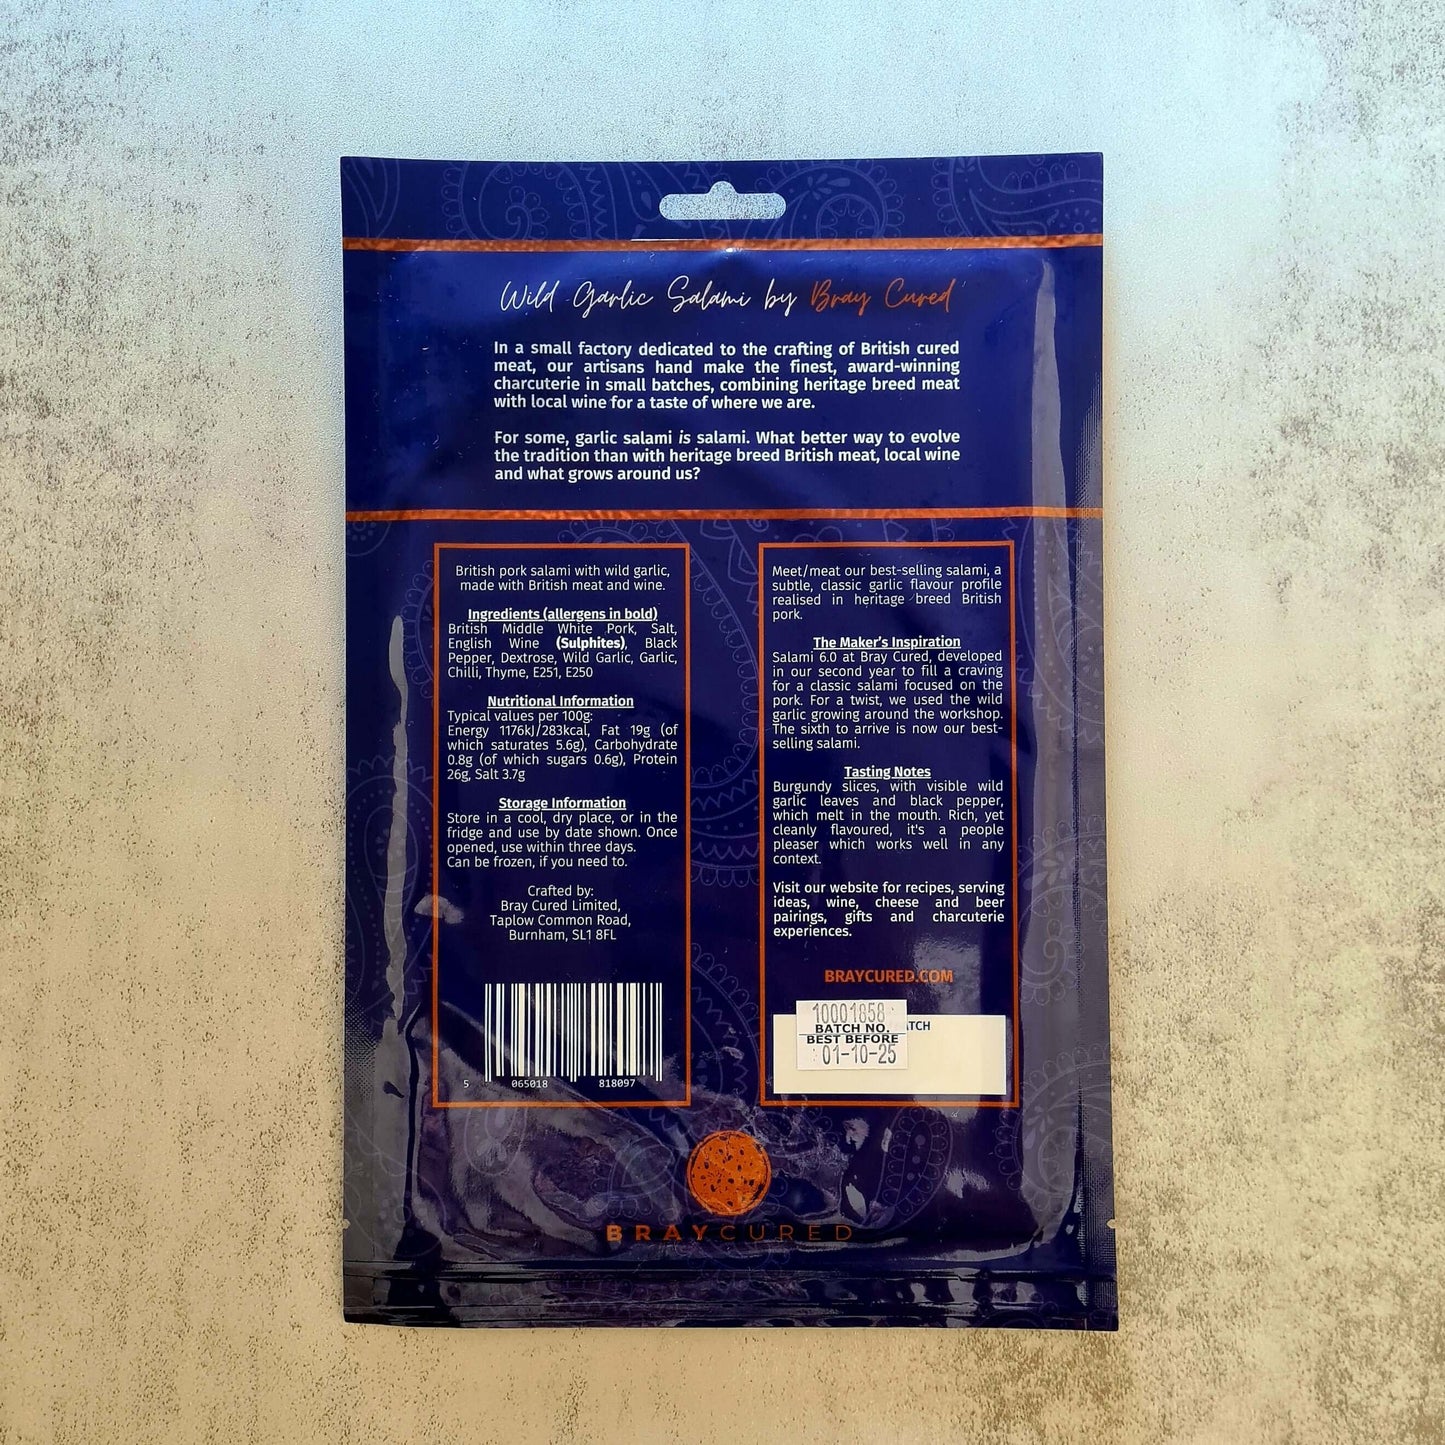 Wild Garlic Salami by Bray Cured
In a small factory dedicated to the crafting of British cured
meat, our artisans hand make the finest, award-winning
charcuterie in small batches, combining heritage breed meat
with local wine for a taste of where we are.
For some, garlic salami is salami. What better way to evolve
the tradition than with heritage breed British meat, local wine
and what grows around us?
British pork salami with wild garlic,
made with British meat and wine.
Ingredients (allergens in bold)
British Middle White Pork, Salt,
English Wine (Sulphites), Black
Pepper, Dextrose, Wild Garlic, Garlic,
Chilli, Thyme, E251, E250
Nutritional Information
Typical values per 100g:
Energy 1176kJ/283kcal, Fat 19g (of
which saturates 5.6g), Carbohydrate
0.8g (of which sugars 0.6g), Protein
26g, Salt 3.7g
Storage Information
Store in a cool, dry place, or in the
fridge and use by date shown. Once
opened, use within three days.
Can be frozen, if you need to.
Crafted by:
Bray Cured Limited,
Taplow Common Road,
Burnham, SL1 8FL
5 065018 818097
Meet/meat our best-selling salami, a
subtle, classic garlic flavour profile
realised in heritage breed British
pork.
The Maker's Inspiration
Salami 6.0 at Bray Cured, developed
in our second year to fill a craving
for a classic salami focused on the
pork. For a twist, we used the wild
garlic growing around the workshop.
The sixth to arrive is now our best-
selling salami.
Tasting Notes
Burgundy slices, with visible wild
garlic leaves and black pepper,
which melt in the mouth. Rich, yet
cleanly flavoured, it's a people
pleaser which works well in any
context.
Visit our website for recipes, serving
ideas, wine, cheese and beer
pairings, gifts and charcuterie
experiences.
BRAYCURED.COM
10001858
BATCH NO.
BEST BEFORE
01-10-25
BRAYCURED